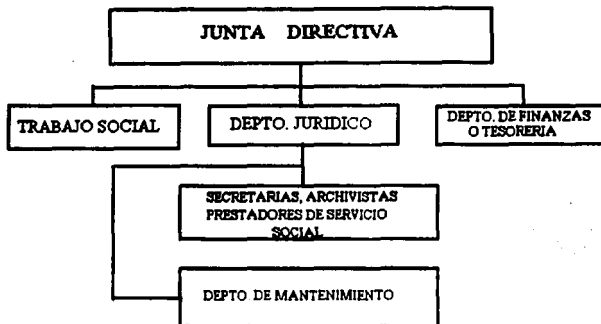 JUNTA DIRECTIVA
TRABAJO SOCIAL
DEPTO. JURIDICO
DEPTO. DE FINANZAS
O TESORERIA
SECRETARIAS, ARCHIVISTAS
PRESTADORES DE SERVICIO
SOCIAL
DEPTO. DE MANTENIMIENTO